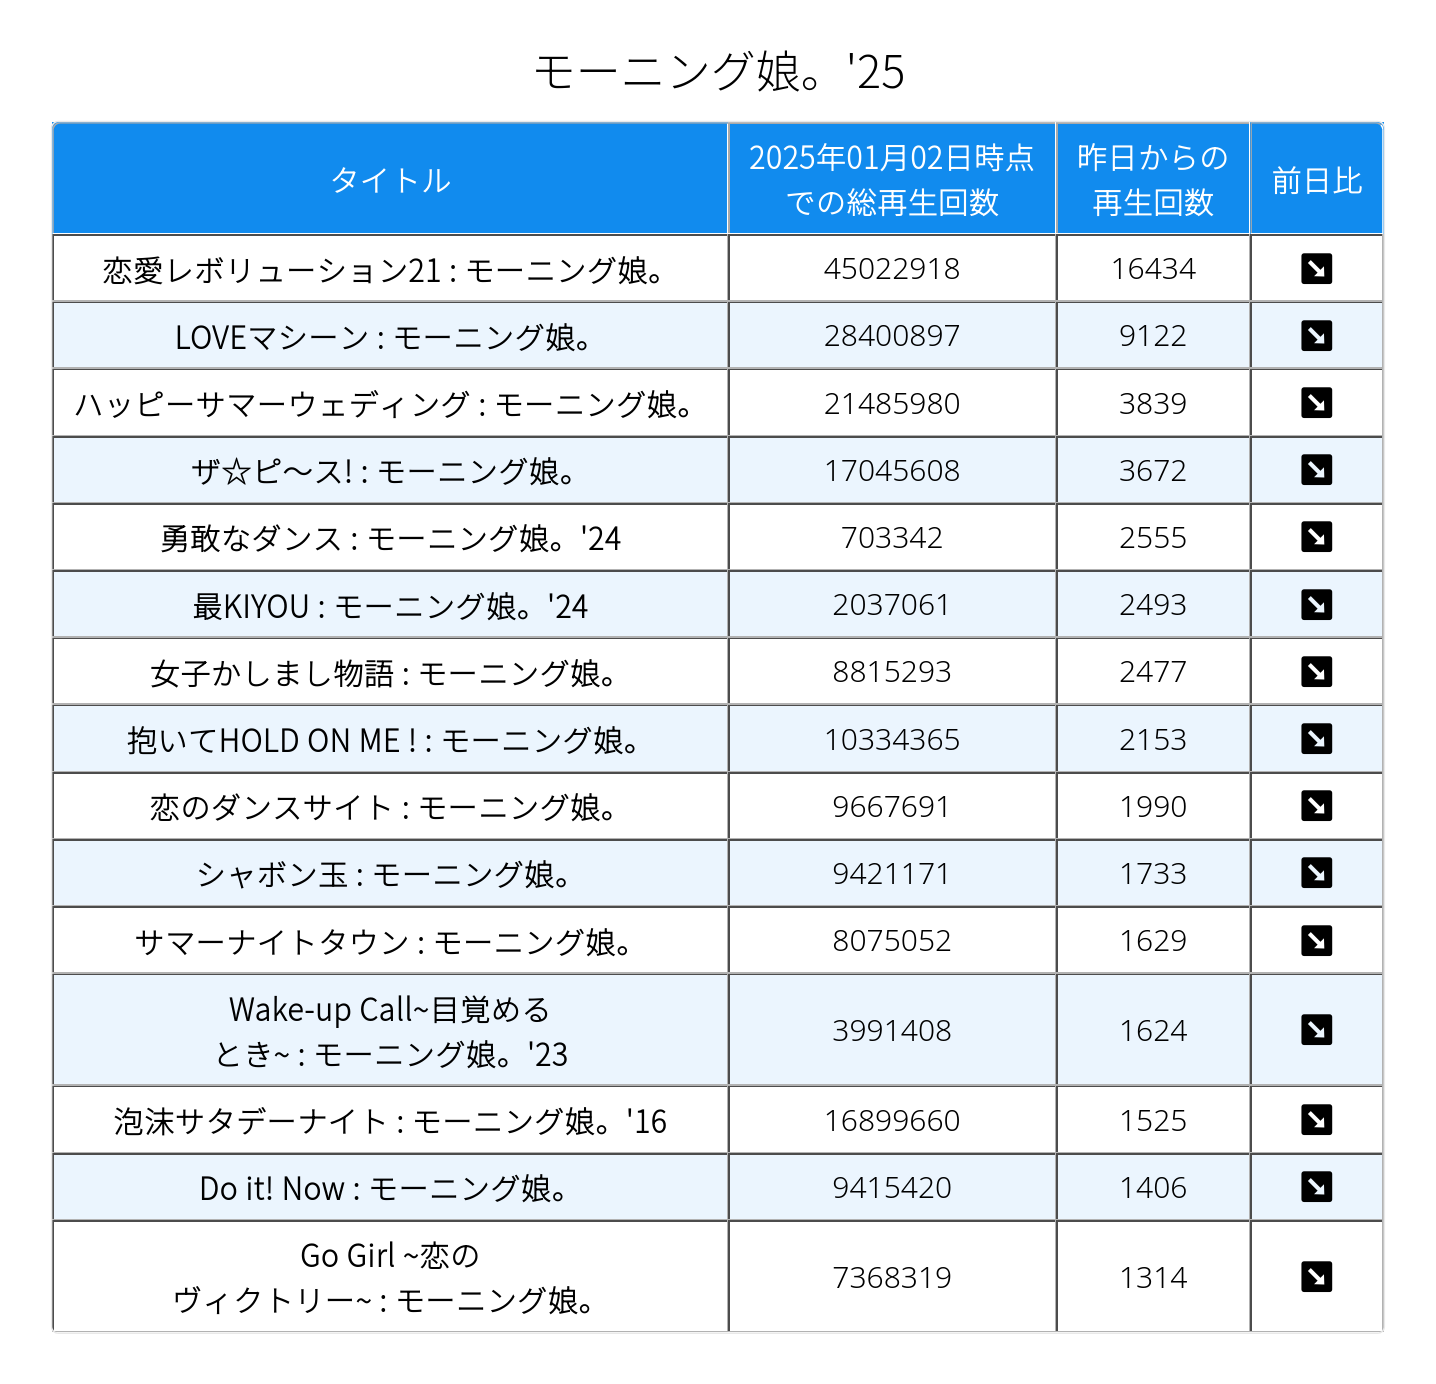 モーニング娘。'25
タイトル
2025年01月02日時点
での総再生回数
昨日からの
再生回数
前日比
恋愛レボリューション21 : モーニング娘。 45022918 16434
LOVEマシーン : モーニング娘。 28400897 9122
ハッピーサマーウェディング : モーニング娘。 21485980 3839
ザ☆ピ〜ス! : モーニング娘。 17045608 3672
勇敢なダンス : モーニング娘。'24 703342 2555
最KIYOU : モーニング娘。'24 2037061 2493
女子かしまし物語 : モーニング娘。 8815293 2477
抱いてHOLD ON ME ! : モーニング娘。 10334365 2153
恋のダンスサイト : モーニング娘。 9667691 1990
シャボン玉 : モーニング娘。 9421171 1733
サマーナイトタウン : モーニング娘。 8075052 1629
Wake-up Call~目覚める
とき~ : モーニング娘。'23 3991408 1624
泡沫サタデーナイト : モーニング娘。'16 16899660 1525
Do it! Now : モーニング娘。 9415420 1406
Go Girl ~恋の
ヴィクトリー~ : モーニング娘。 7368319 1314